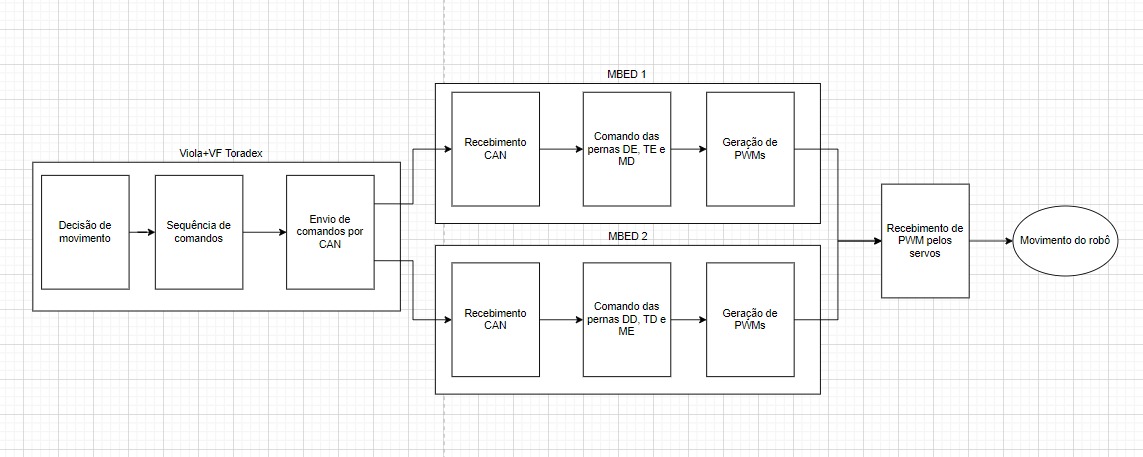 MBED 1
Recebimento
CAN
Comando das
pernas DE, TE e
MD
Geração de
PWMs
Viola+VF Toradex
Decisão de
movimento
Sequência de
comandos
Envio de
comandos por
CAN
MBED 2
Recebimento
CAN
Comando das
pernas DD, TD e
ME
Geração de
PWMs
Recebimento de
PWM pelos
servos
Movimento do robô